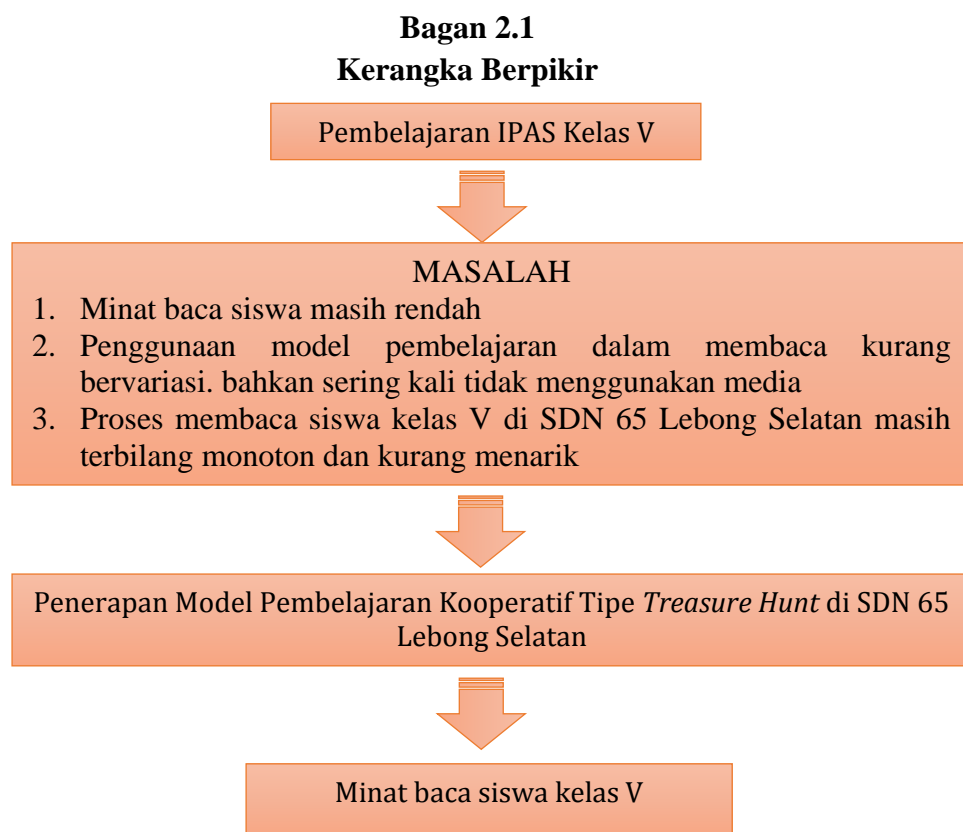 Bagan 2.1
Kerangka Berpikir
Pembelajaran IPAS Kelas V
MASALAH
1. Minat baca siswa masih rendah
2. Penggunaan model pembelajaran dalam membaca kurang
bervariasi. bahkan sering kali tidak menggunakan media
3. Proses membaca siswa kelas V di SDN 65 Lebong Selatan masih
terbilang monoton dan kurang menarik
Penerapan Model Pembelajaran Kooperatif Tipe Treasure Hunt di SDN 65
Lebong Selatan
Minat baca siswa kelas V